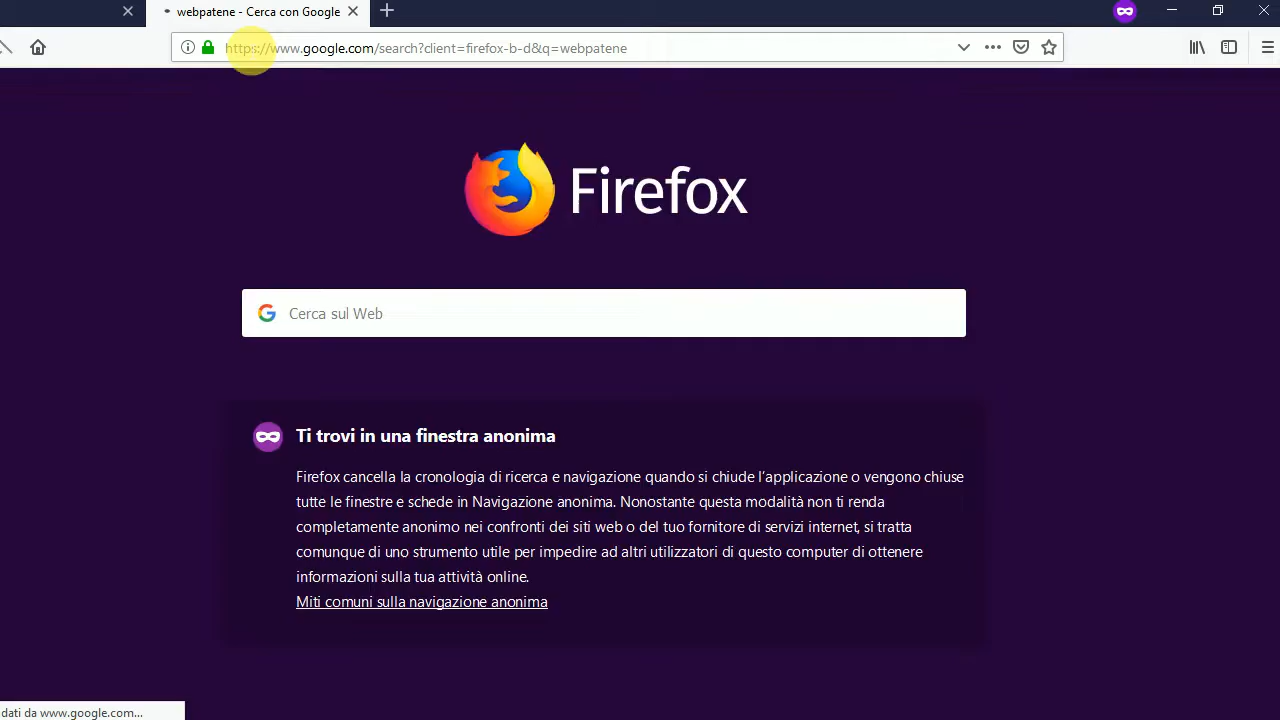 webpatene - Cerca con Google
https://www.google.com/search?client=firefox-b-d&q=webpatene
Firefox
Cerca sul Web
Ti trovi in una finestra anonima
Firefox cancella la cronologia di ricerca e navigazione quando si chiude l'applicazione o vengono chiuse
tutte le finestre e schede in Navigazione anonima. Nonostante questa modalità non ti renda
completamente anonimo nei confronti dei siti web o del tuo fornitore di servizi internet, si tratta
comunque di uno strumento utile per impedire ad altri utilizzatori di questo computer di ottenere
informazioni sulla tua attività online.
Miti comuni sulla navigazione anonima
dati da www.google.com...